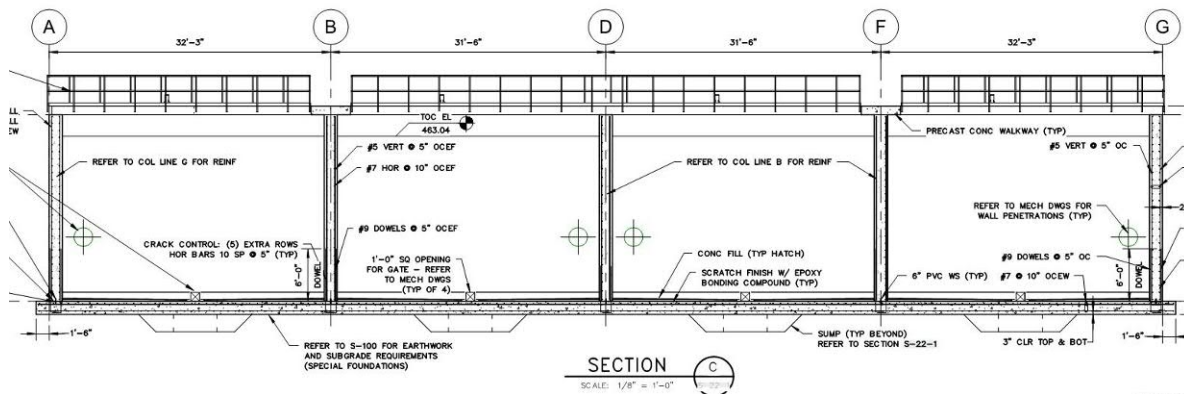 A
B
D
F
G
32'-3"
31'-6"
31'-6"
32'-3"
TOC EL
463.04
PRECAST CONC WALKWAY (TYP)
#5 VERT @ 5" OCEF
#5 VERT @ 5" OC
REFER TO COL LINE G FOR REINF
#7 HOR @ 10" OCEF
REFER TO COL LINE B FOR REINF
REFER TO MECH DWGS FOR
WALL PENETRATIONS (TYP)
#9 DOWELS @ 5" OCEF
CRACK CONTROL: (5) EXTRA ROWS
HOR BARS 10 SP @ 5" (TYP)
6'-0"
DOWEL
1'-0" SQ OPENING
FOR GATE - REFER
TO MECH DWGS
(TYP OF 4)
CONC FILL (TYP HATCH)
SCRATCH FINISH W/ EPOXY
BONDING COMPOUND (TYP)
6" PVC WS (TYP)
#9 DOWELS @ 5" OC
#7 @ 10" OCEW
6'-0"
DOWEL
1'-6"
REFER TO S-100 FOR EARTHWORK
AND SUBGRADE REQUIREMENTS
(SPECIAL FOUNDATIONS)
SUMP (TYP BEYOND)
REFER TO SECTION S-22-1
3" CLR TOP & BOT
1'-6"
SECTION
C
SCALE: 1/8" = 1'-0"